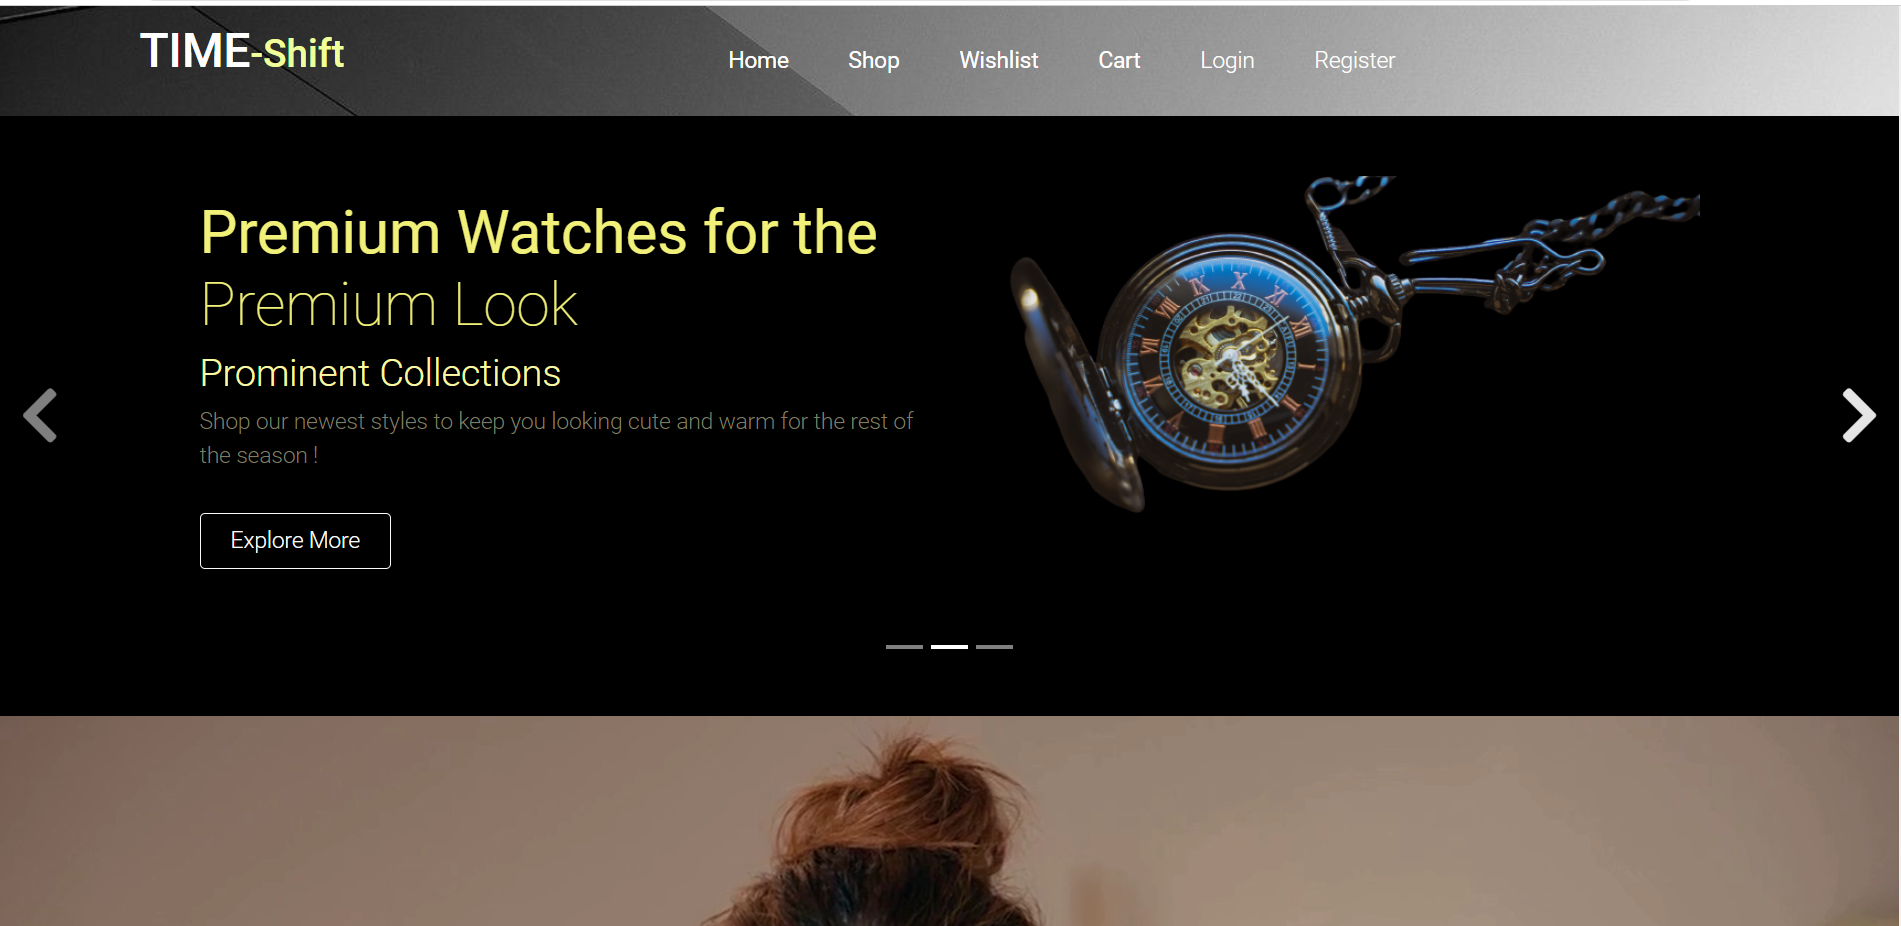 TIME-Shift
Home Shop Wishlist Cart Login Register
Premium Watches for the
Premium Look
Prominent Collections
Shop our newest styles to keep you looking cute and warm for the rest of
the season !
Explore More